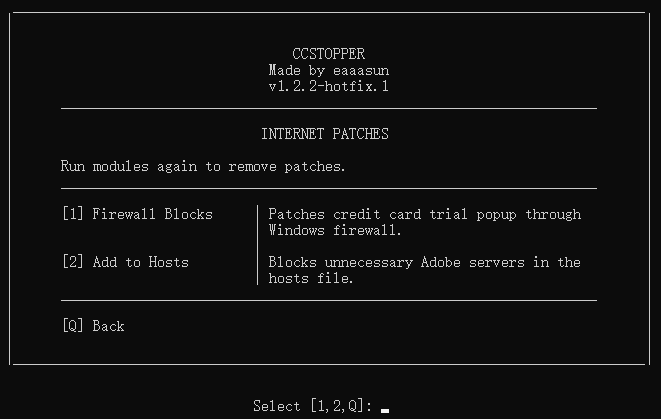 CCSTOPPER
Made by eaaasun
v1.2.2-hotfix.1
INTERNET PATCHES
Run modules again to remove patches.
[1] Firewall Blocks
Patches credit card trial popup through
Windows firewall.
[2] Add to Hosts
Blocks unnecessary Adobe servers in the
hosts file.
[Q] Back
Select [1,2,Q]: